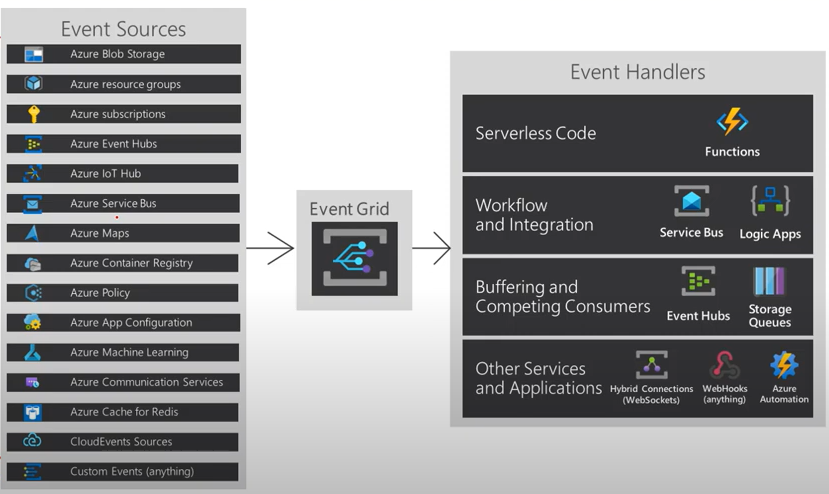 Event Sources
Azure Blob Storage
Azure resource groups
Azure subscriptions
Azure Event Hubs
Azure IoT Hub
Azure Service Bus
Azure Maps
Azure Container Registry
Azure Policy
Azure App Configuration
Azure Machine Learning
Azure Communication Services
Azure Cache for Redis
CloudEvents Sources
Custom Events (anything)
Event Grid
Event Handlers
Serverless Code
Functions
Workflow
and Integration
Service Bus
Logic Apps
Buffering and
Competing Consumers
Event Hubs
Storage
Queues
Other Services
and Applications
Hybrid Connections
(WebSockets)
WebHooks
(anything)
Azure
Automation